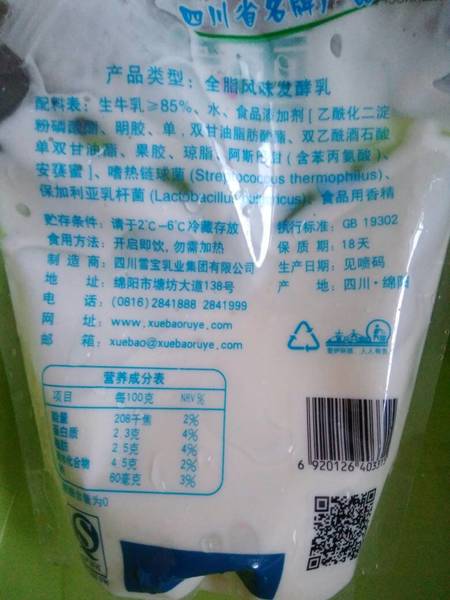 四川省名牌
产品类型: 全脂风味发酵乳
配料表: 生牛乳≥85%、水、食品添加剂[乙酰化二淀
粉磷酸酯、明胶、单,双甘油脂肪酸酯、双乙酰酒石酸
单双甘油酯、果胶、琼脂、阿斯巴甜(含苯丙氨酸)、
安赛蜜]、嗜热链球菌(Streptococcus thermophilus)、
保加利亚乳杆菌(Lactobacillus bulgaricus)、食品用香精
贮存条件: 请于2℃-6℃冷藏存放 执行标准: GB 19302
食用方法: 开启即饮, 勿需加热 保质期: 18天
制造商: 四川雪宝乳业集团有限公司 生产日期: 见喷码
地址: 绵阳市塘坊大道138号 产地: 四川·绵阳
电话: (0816)2841888 2841999
网址: www.xuebaoruye.com
邮箱: xuebao@xuebaoruye.com
营养成分表
项目 每100克 NRV%
能量 208千焦 2%
蛋白质 2.3克 4%
2.5克 4%
化合物 4.5克 2%
60毫克 3%
量为0
6 920126 4033